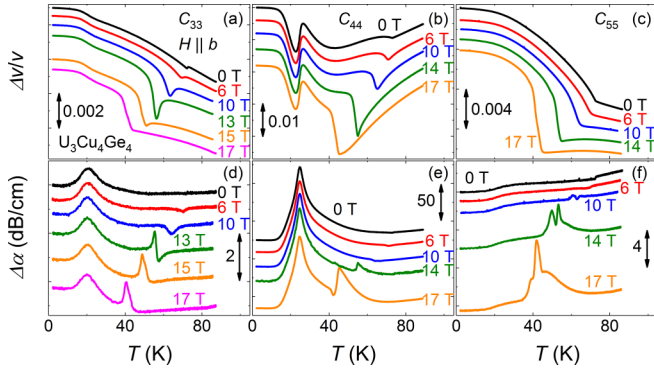 Δv/v
C33
(a)
H || b
0 T
6 T
10 T
13 T
15 T
17 T
0.002
U3Cu4Ge4
C44
(b)
0 T
6 T
10 T
14 T
17 T
0.01
C55
(c)
0.004
0 T
6 T
10 T
14 T
17 T
Δα (dB/cm)
(d)
0 T
6 T
10 T
13 T
2
15 T
17 T
(e)
50
0 T
6 T
10 T
14 T
17 T
(f)
0 T
6 T
10 T
14 T
4
17 T
0 40 80
0 40 80
0 40 80
T (K)
T (K)
T (K)